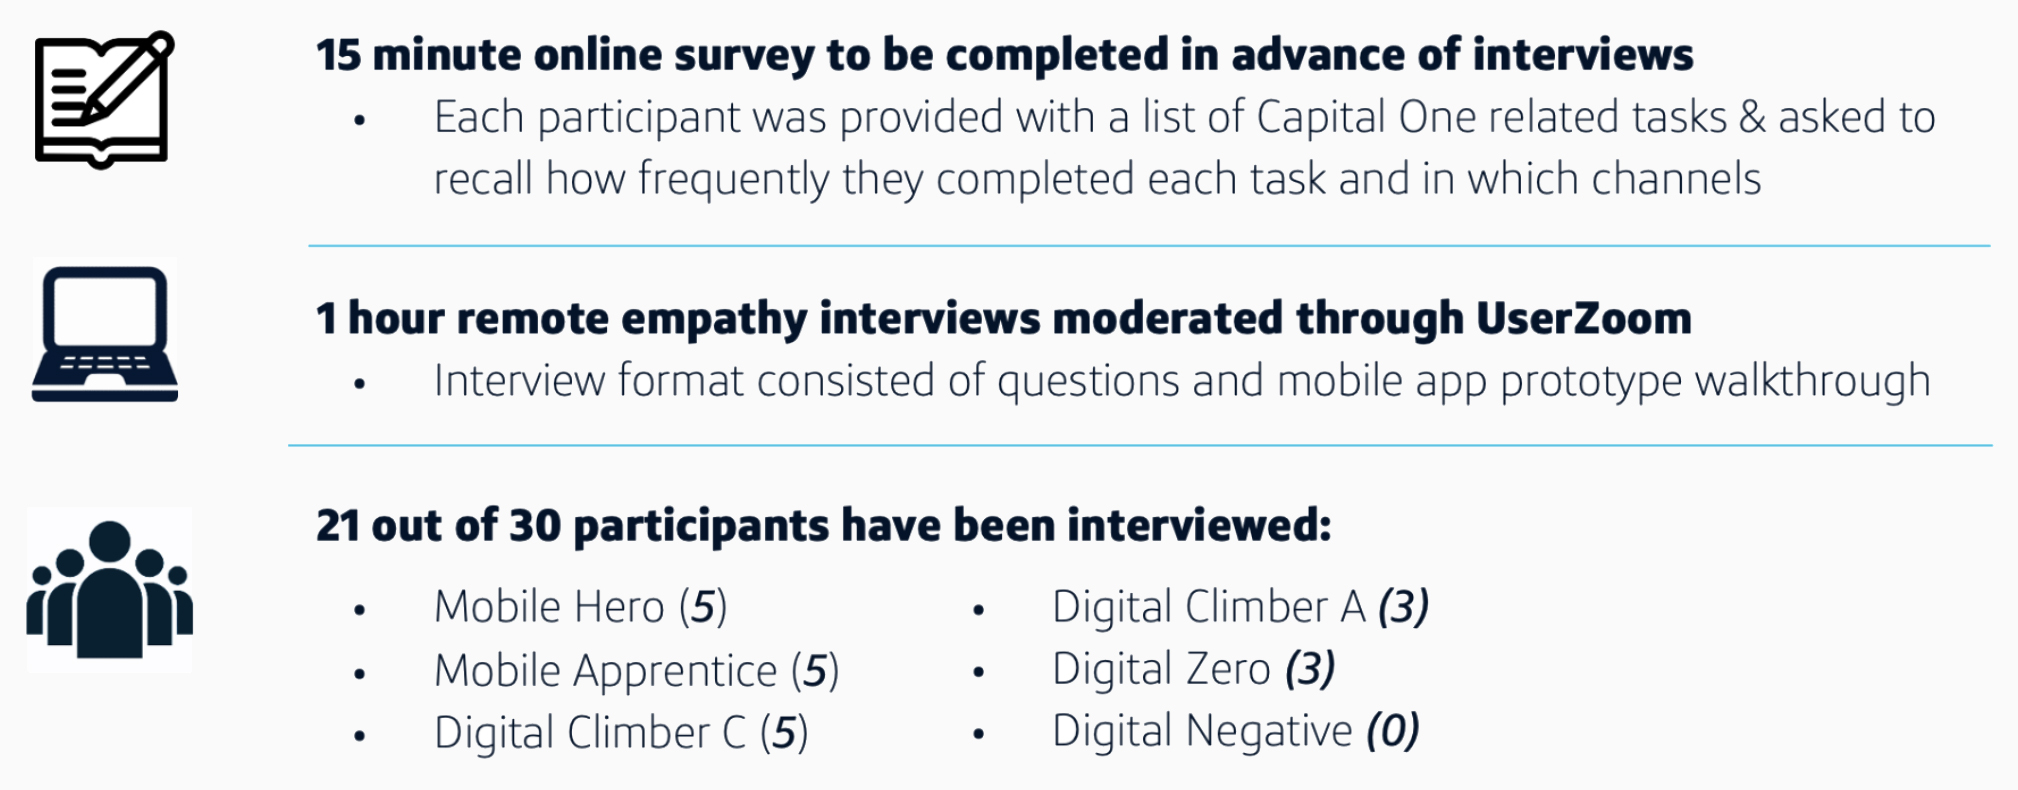 15 minute online survey to be completed in advance of interviews
• Each participant was provided with a list of Capital One related tasks & asked to
recall how frequently they completed each task and in which channels
1 hour remote empathy interviews moderated through UserZoom
• Interview format consisted of questions and mobile app prototype walkthrough
21 out of 30 participants have been interviewed:
• Mobile Hero (5)
• Mobile Apprentice (5)
• Digital Climber C (5)
• Digital Climber A (3)
• Digital Zero (3)
• Digital Negative (0)